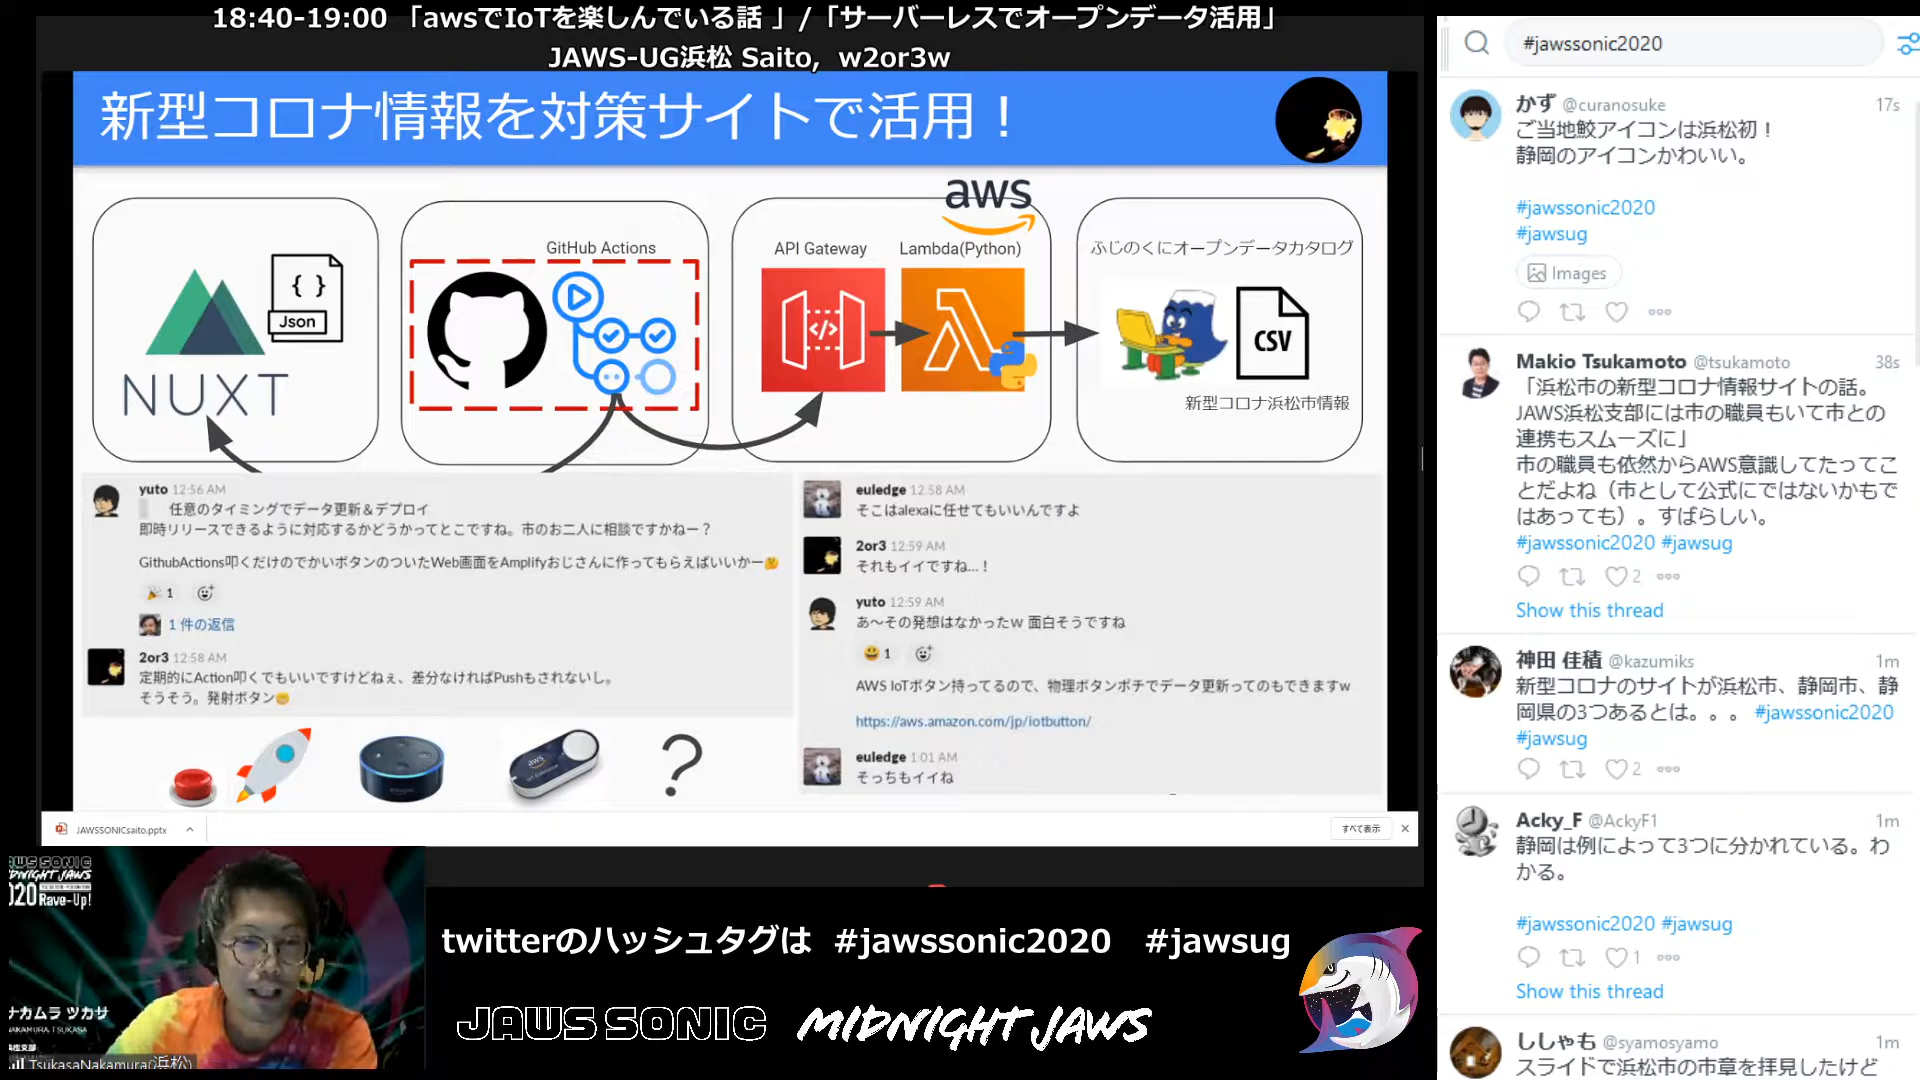 18:40-19:00 「awsでIoTを楽しんでいる話 」/「サーバーレスでオープンデータ活用」
JAWS-UG浜松 Saito, w2or3w
新型コロナ情報を対策サイトで活用！
{ }
Json
NUXT
GitHub Actions
aws
API Gateway
Lambda(Python)
</>
ふじのくにオープンデータカタログ
CSV
新型コロナ浜松市情報
yuto 12:56 AM
任意のタイミングでデータ更新＆デプロイ
即時リリースできるように対応するかどうかってとこですね。市のお二人に相談ですかねー？
GithubActions叩くだけのでかいボタンのついたWeb画面をAmplifyおじさんに作ってもらえばいいかー🤔
🎉 1
1 件の返信
2or3 12:58 AM
定期的にAction叩くでもいいですけどねぇ、差分なければPushもされないし。
そうそう。発射ボタン
euledge 12:58 AM
そこはalexaに任せてもいいんですよ
2or3 12:59 AM
それもイイですね…！
yuto 12:59 AM
あ〜その発想はなかったｗ 面白そうですね
😃 1
AWS IoTボタン持ってるので、物理ボタンポチでデータ更新ってのもできますw
https://aws.amazon.com/jp/iotbutton/
euledge 1:01 AM
そっちもイイね
aws
?
JAWSSONICsaito.pptx
すべて表示
JAWS SONIC
MIDNIGHT JAWS
2020 Rave-Up!
ナカムラ ツカサ
NAKAMURA, TSUKASA
TsukasaNakamura(浜松)
twitterのハッシュタグは #jawssonic2020 #jawsug
JAWS SONIC MIDNIGHT JAWS
#jawssonic2020
かず @curanosuke 17s
ご当地鮫アイコンは浜松初！
静岡のアイコンかわいい。
#jawssonic2020
#jawsug
Images
Makio Tsukamoto @tsukamoto 38s
「浜松市の新型コロナ情報サイトの話。
JAWS浜松支部には市の職員もいて市との
連携もスムーズに」
市の職員も依然からAWS意識してたってこ
とだよね（市として公式にではないかもで
はあっても）。すばらしい。
#jawssonic2020 #jawsug
2
Show this thread
神田 佳積 @kazumiks 1m
新型コロナのサイトが浜松市、静岡市、静
岡県の3つあるとは。。。 #jawssonic2020
#jawsug
2
Acky_F @AckyF1 1m
静岡は例によって3つに分かれている。わ
かる。
#jawssonic2020 #jawsug
1
Show this thread
ししゃも @syamosyamo 1m
スライドで浜松市の市章を拝見したけど